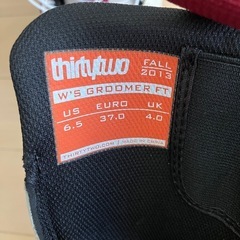 thirtytwo
FALL
2013
W'S GROOMER FT
US EURO UK
6.5 37.0 4.0
THIRTYTWO.COM / MADE IN CHINA